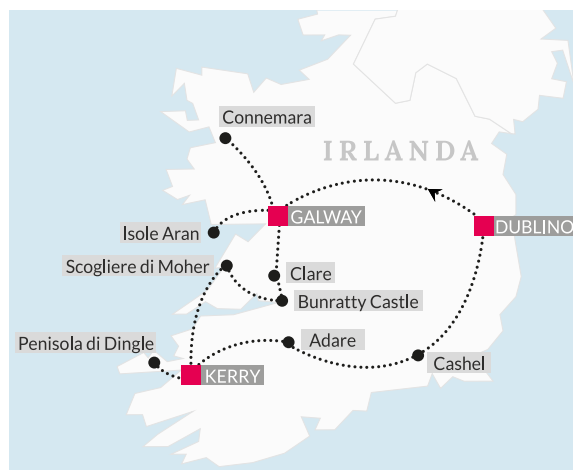 Connemara
IRLANDA
GALWAY
DUBLINO
Isole Aran
Scogliere di Moher
Clare
Bunratty Castle
Penisola di Dingle
Adare
Cashel
KERRY